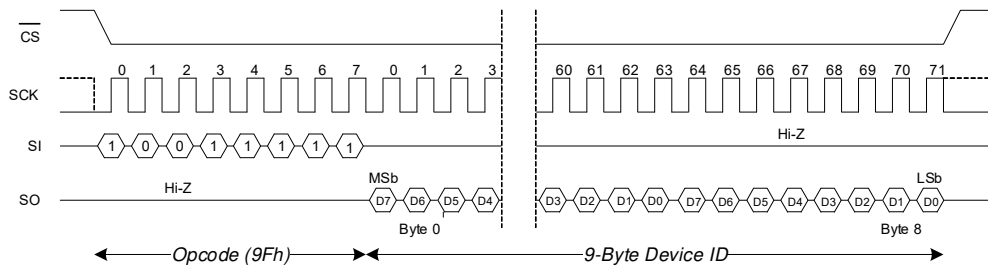 CS
0 1 2 3 4 5 6 7 0 1 2 3 60 61 62 63 64 65 66 67 68 69 70 71
SCK
Hi-Z
SI 1 0 0 1 1 1 1 1
MSb LSb
Hi-Z
SO D7 D6 D5 D4 D3 D2 D1 D0 D7 D6 D5 D4 D3 D2 D1 D0
Byte 0 Byte 8
Opcode (9Fh) 9-Byte Device ID